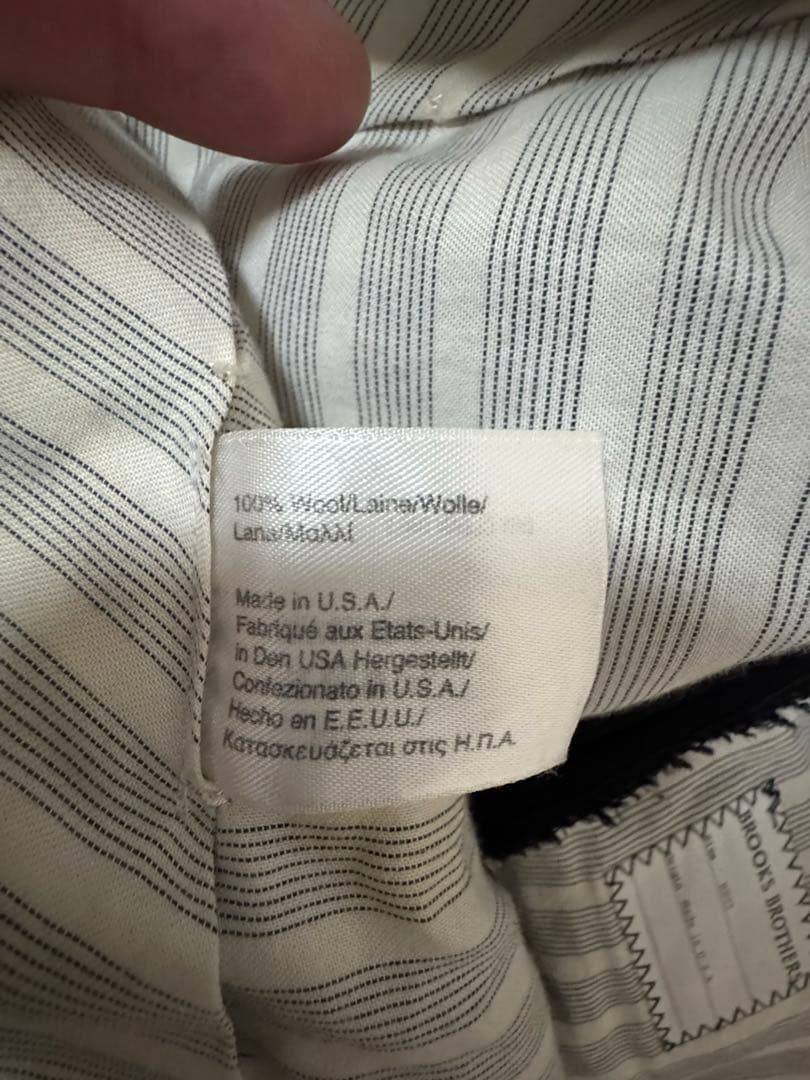 100% Wool/Laine/Wolle/
Lana/Μαλλί
Made in U.S.A./
Fabriqué aux Etats-Unis/
in Den USA Hergestellt/
Confezionato in U.S.A./
Hecho en E.E.U.U./
Κατασκευάζεται στις Η.Π.Α.
BROOKS BROTHERS